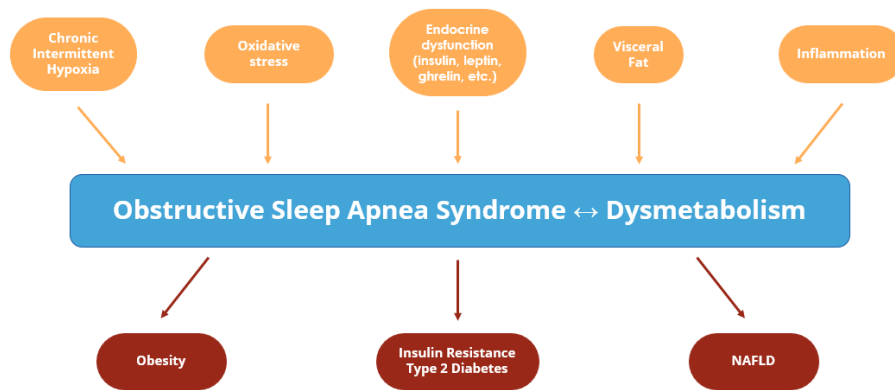 Chronic
Intermittent
Hypoxia
Oxidative
stress
Endocrine
dysfunction
(insulin, leptin,
ghrelin, etc.)
Visceral
Fat
Inflammation
Obstructive Sleep Apnea Syndrome ↔ Dysmetabolism
Obesity
Insulin Resistance
Type 2 Diabetes
NAFLD